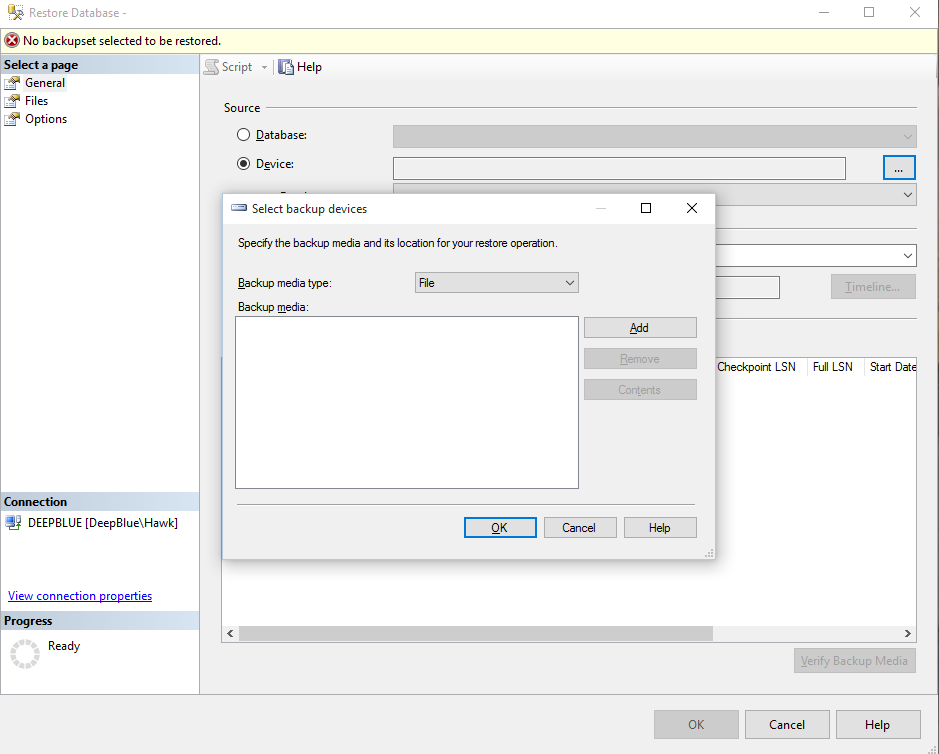 Restore Database -
No backupset selected to be restored.
Select a page
General
Files
Options
Script
Help
Source
Database:
Device:
...
Select backup devices
Specify the backup media and its location for your restore operation.
Backup media type:
File
Backup media:
Add
Remove
Contents
OK
Cancel
Help
Timeline...
Checkpoint LSN
Full LSN
Start Date
Connection
DEEPBLUE [DeepBlue\Hawk]
View connection properties
Progress
Ready
Verify Backup Media
OK
Cancel
Help